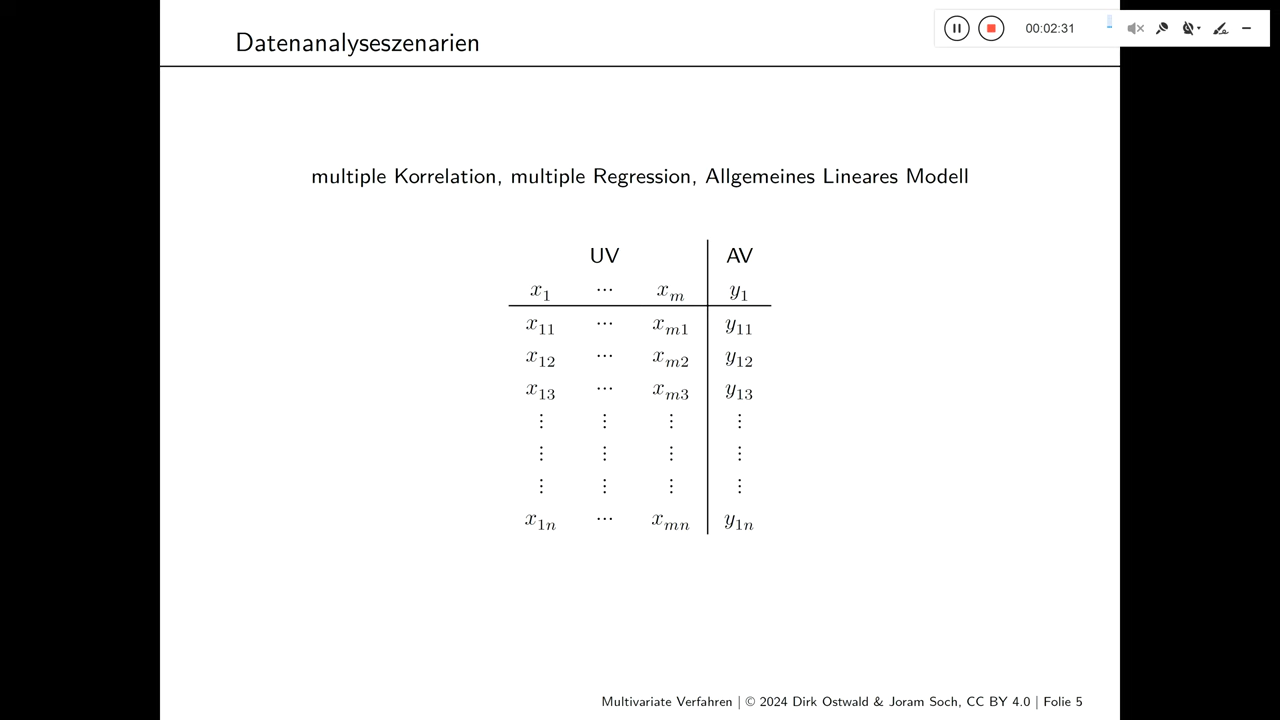 Datenanalyseszenarien
00:02:31
multiple Korrelation, multiple Regression, Allgemeines Lineares Modell
UV AV
x₁ ⋯ xₘ y₁
x₁₁ ⋯ xₘ₁ y₁₁
x₁₂ ⋯ xₘ₂ y₁₂
x₁₃ ⋯ xₘ₃ y₁₃
⋮ ⋮ ⋮ ⋮
⋮ ⋮ ⋮ ⋮
⋮ ⋮ ⋮ ⋮
x₁ₙ ⋯ xₘₙ y₁ₙ
Multivariate Verfahren | © 2024 Dirk Ostwald & Joram Soch, CC BY 4.0 | Folie 5